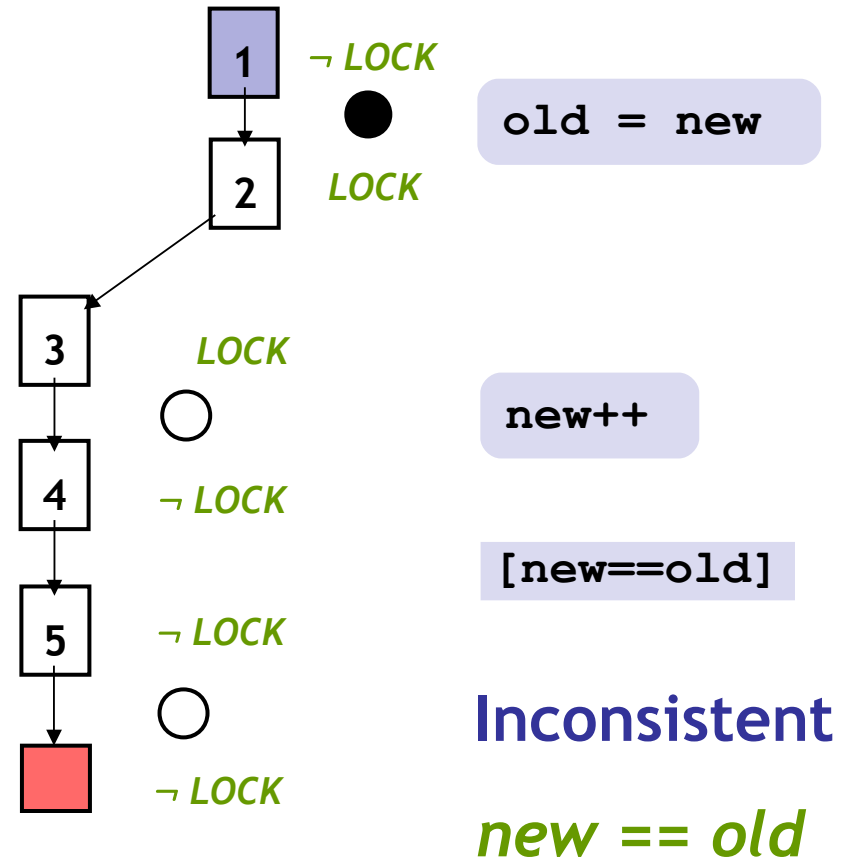 1
¬ LOCK
old = new
2
LOCK
3
LOCK
new++
4
¬ LOCK
[new==old]
5
¬ LOCK
Inconsistent
¬ LOCK
new == old